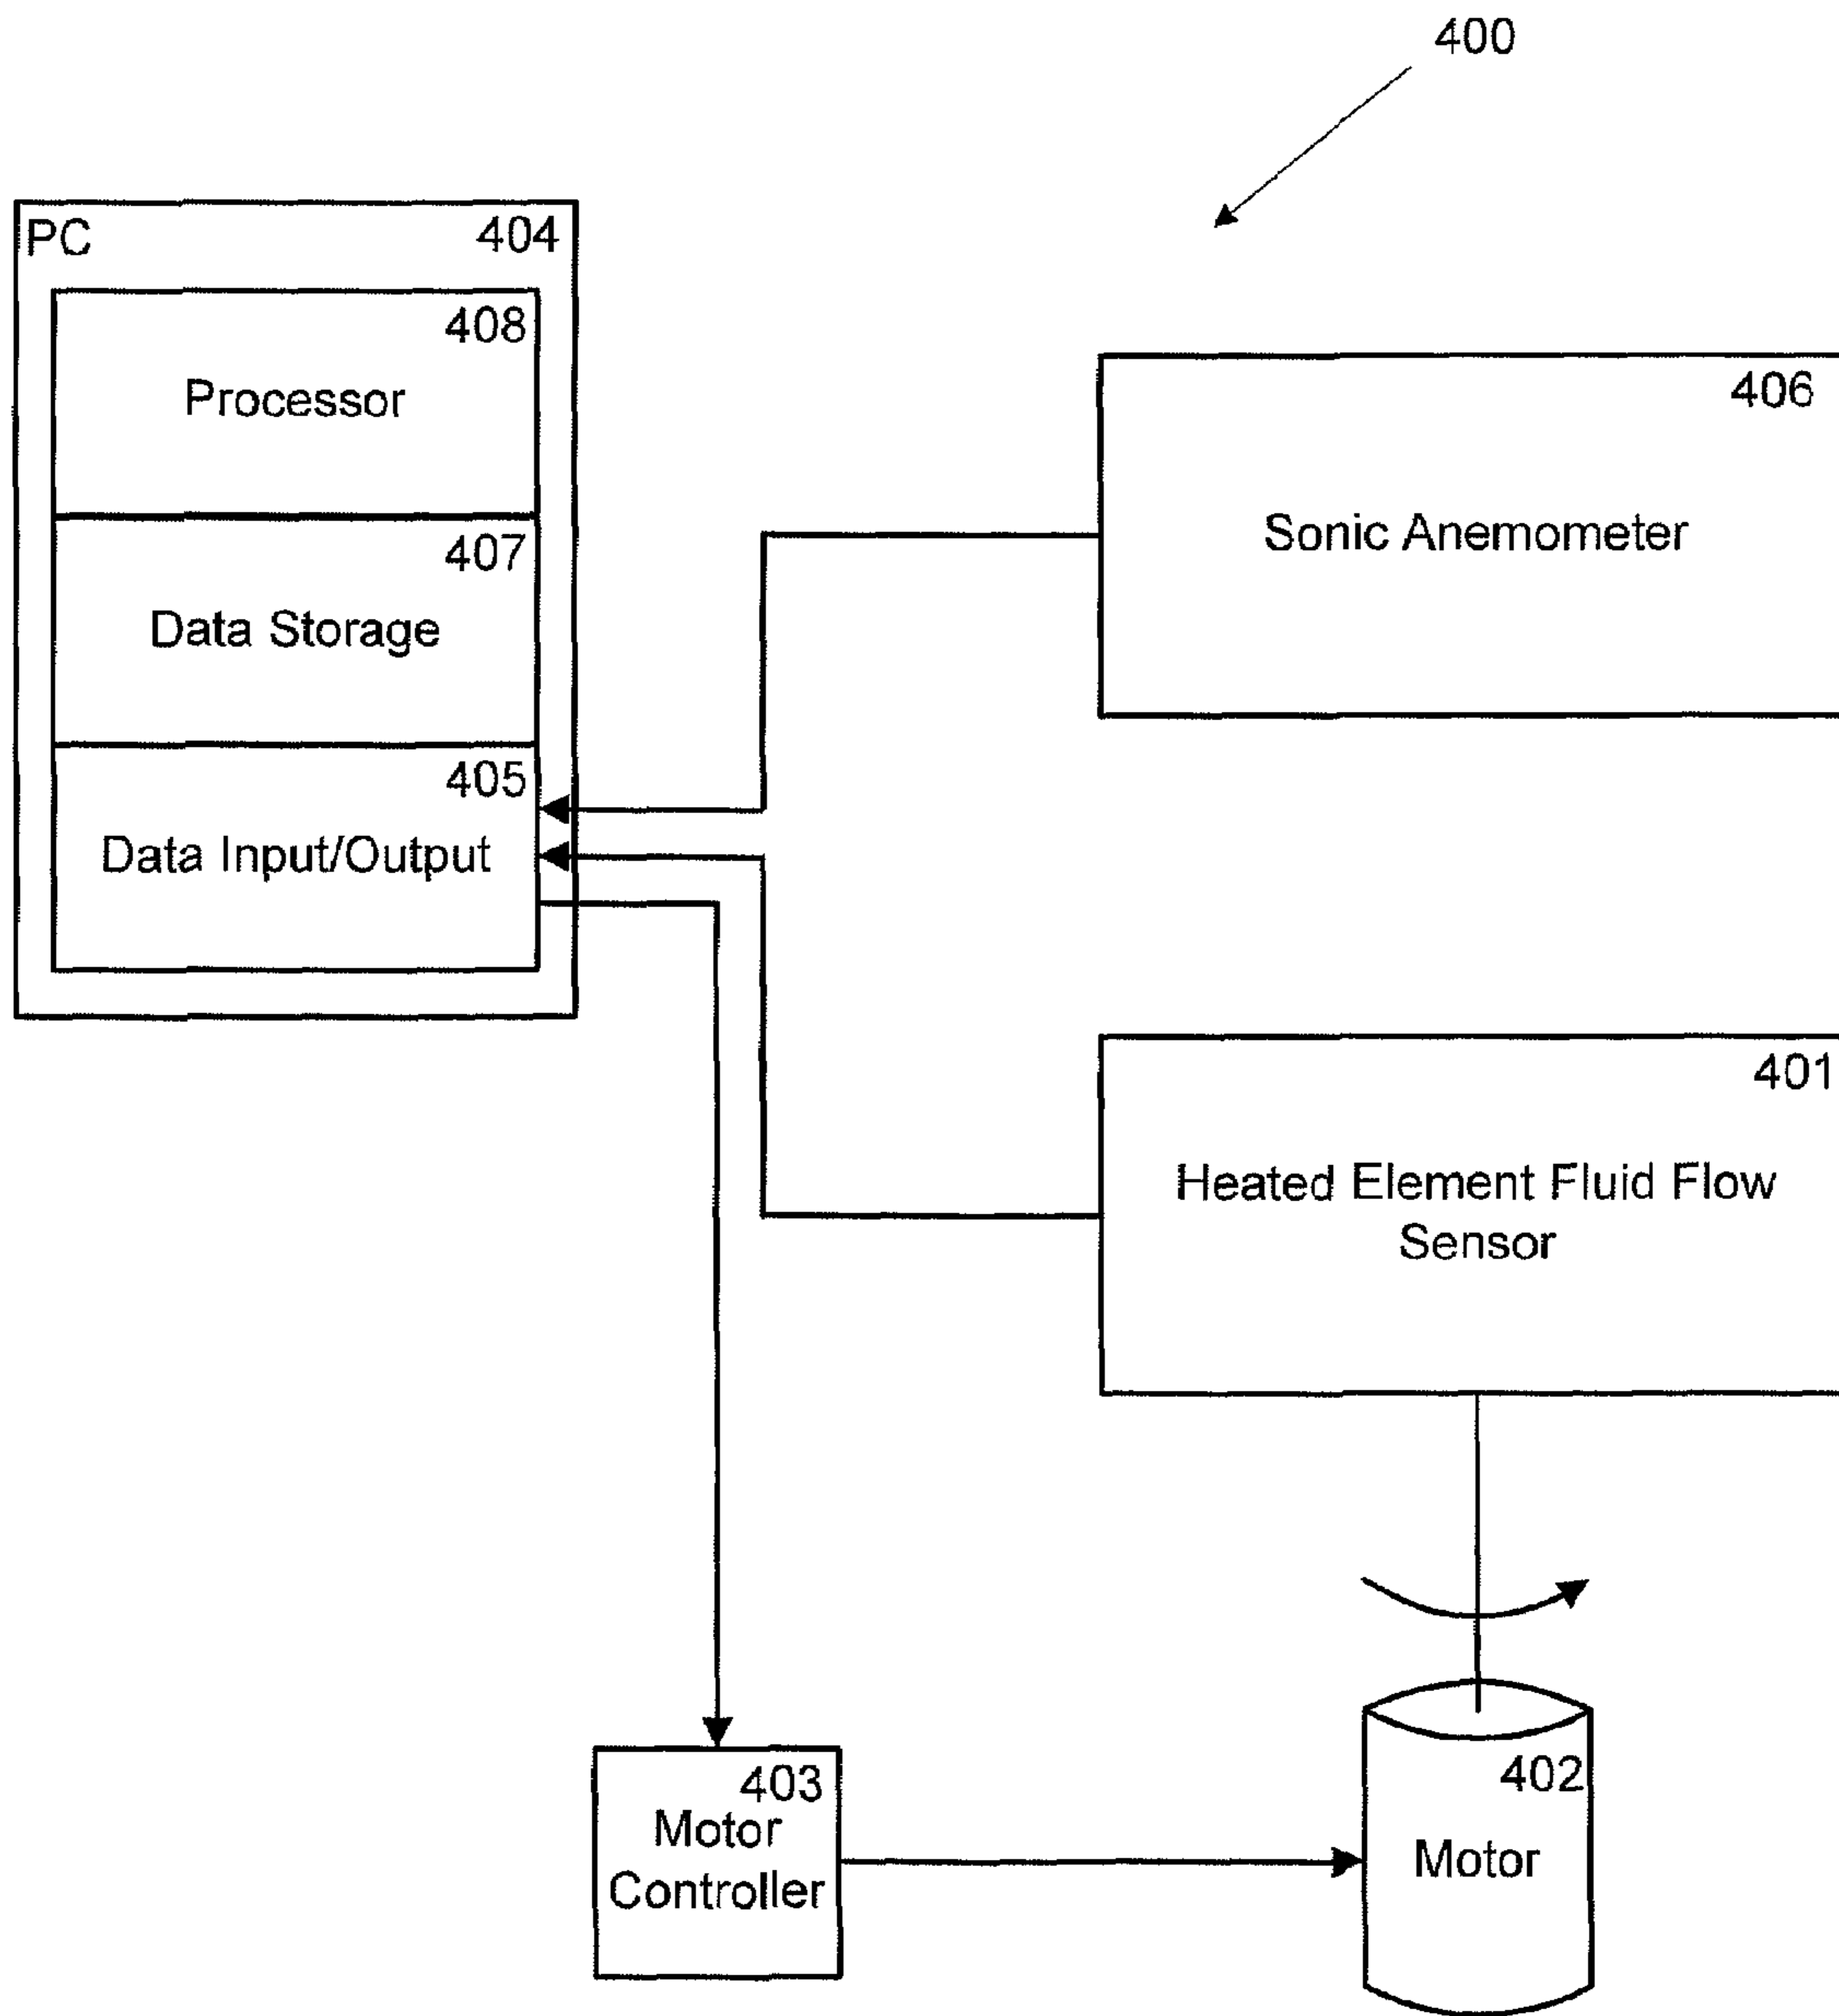 400
PC 404
408
Processor
407
Data Storage
405
Data Input/Output
406
Sonic Anemometer
401
Heated Element Fluid Flow
Sensor
403
Motor
Controller
402
Motor